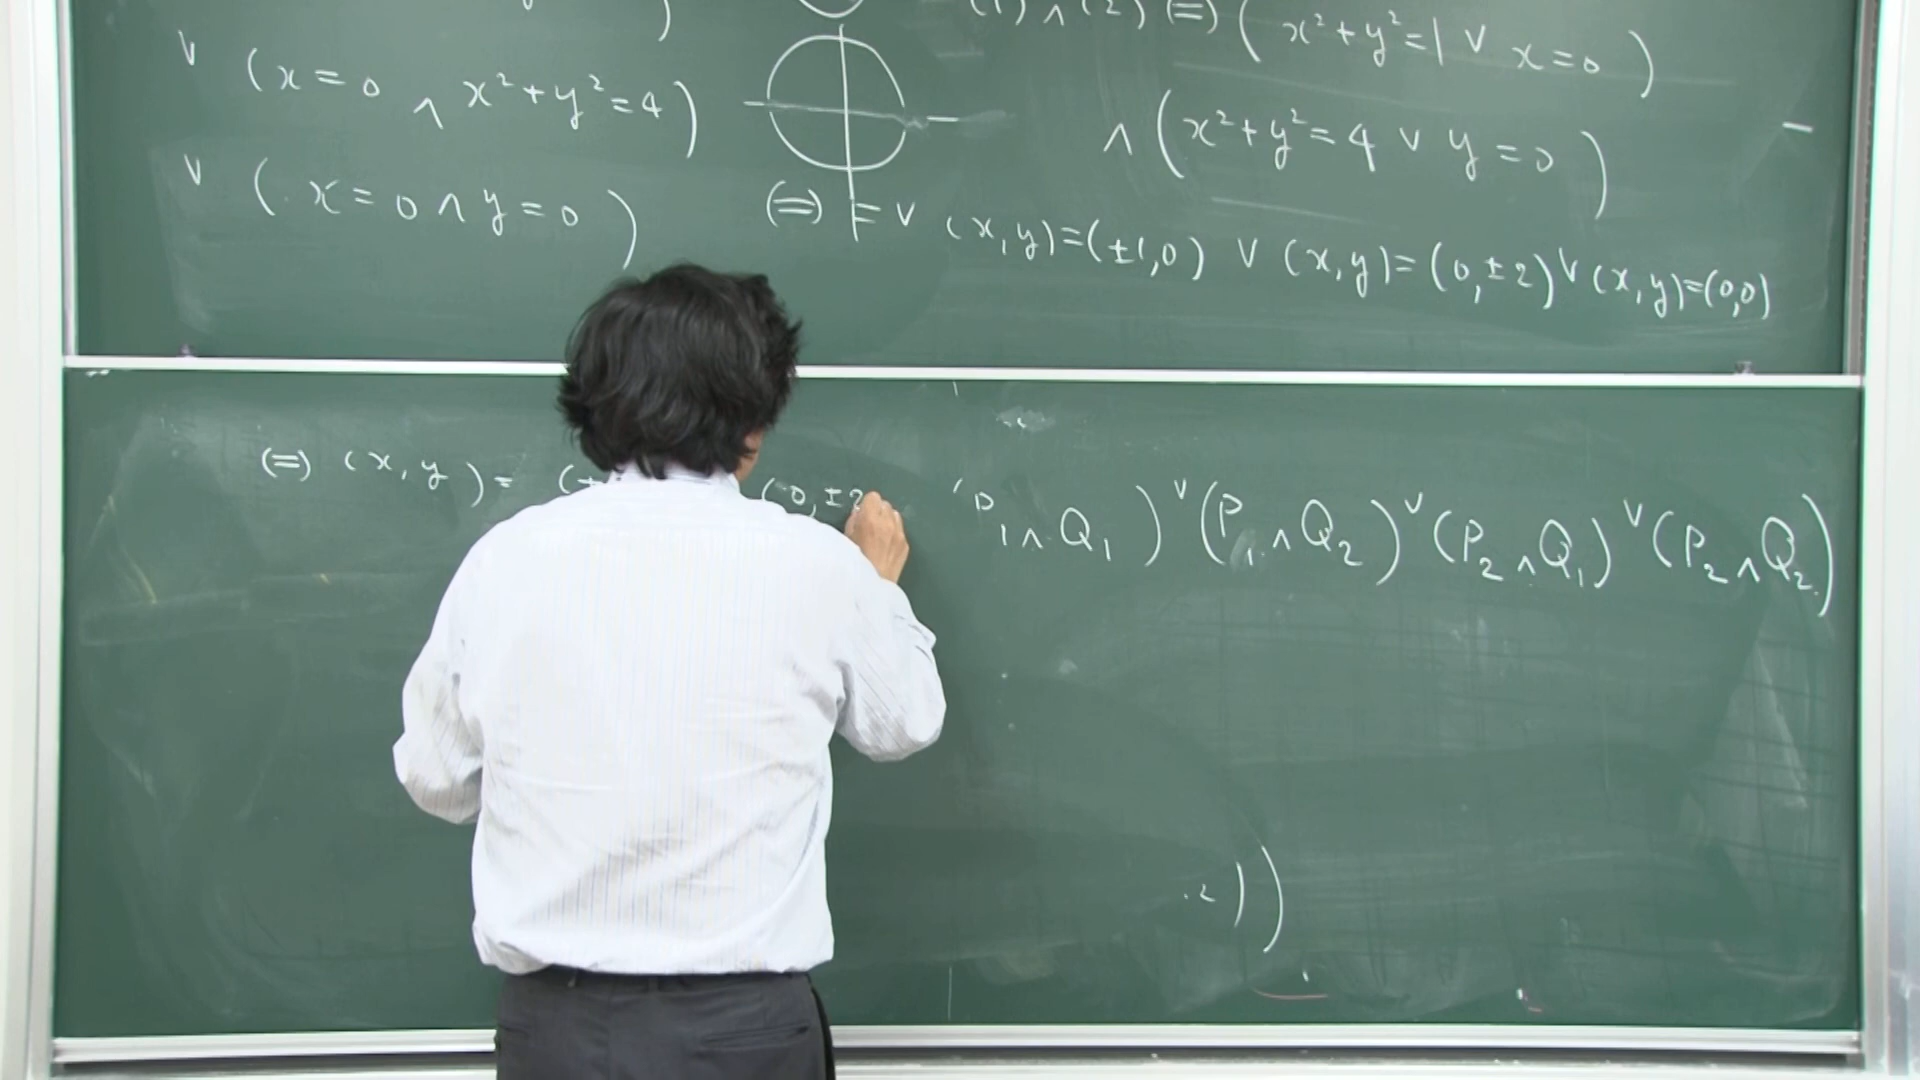 ∨ (x=0 ∧ x²+y²=4)
∨ (x=0 ∧ y=0)
(1) ∧ (2) ⇔ (x²+y²=1 ∨ x=0)
∧ (x²+y²=4 ∨ y=0)
⇔ ∨ (x,y)=(±1,0) ∨ (x,y)=(0,±2) ∨ (x,y)=(0,0)
⇔ (x,y)= (0,±2
P₁∧Q₁) ∨ (P₁∧Q₂) ∨ (P₂∧Q₁) ∨ (P₂∧Q₂)
))